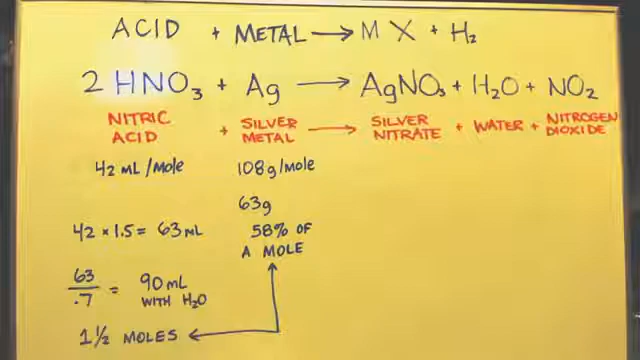 ACID + METAL → M X + H₂
2 HNO₃ + Ag → AgNO₃ + H₂O + NO₂
NITRIC ACID + SILVER METAL → SILVER NITRATE + WATER + NITROGEN DIOXIDE
42 mL/mole 108g/mole
63g
42 x 1.5 = 63 mL 58% OF
A MOLE
63/.7 = 90 mL
WITH H₂O
1 ½ MOLES